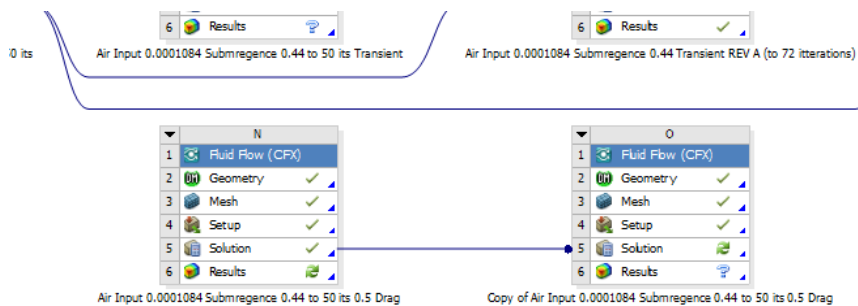 6 Results
6 Results
0 its
Air Input 0.0001084 Submregence 0.44 to 50 its Transient
Air Input 0.0001084 Submregence 0.44 Transient REV A (to 72 itterations)
N
1 Fluid Flow (CFX)
2 Geometry
3 Mesh
4 Setup
5 Solution
6 Results
Air Input 0.0001084 Submregence 0.44 to 50 its 0.5 Drag
O
1 Fluid Flow (CFX)
2 Geometry
3 Mesh
4 Setup
5 Solution
6 Results
Copy of Air Input 0.0001084 Submregence 0.44 to 50 its 0.5 Drag